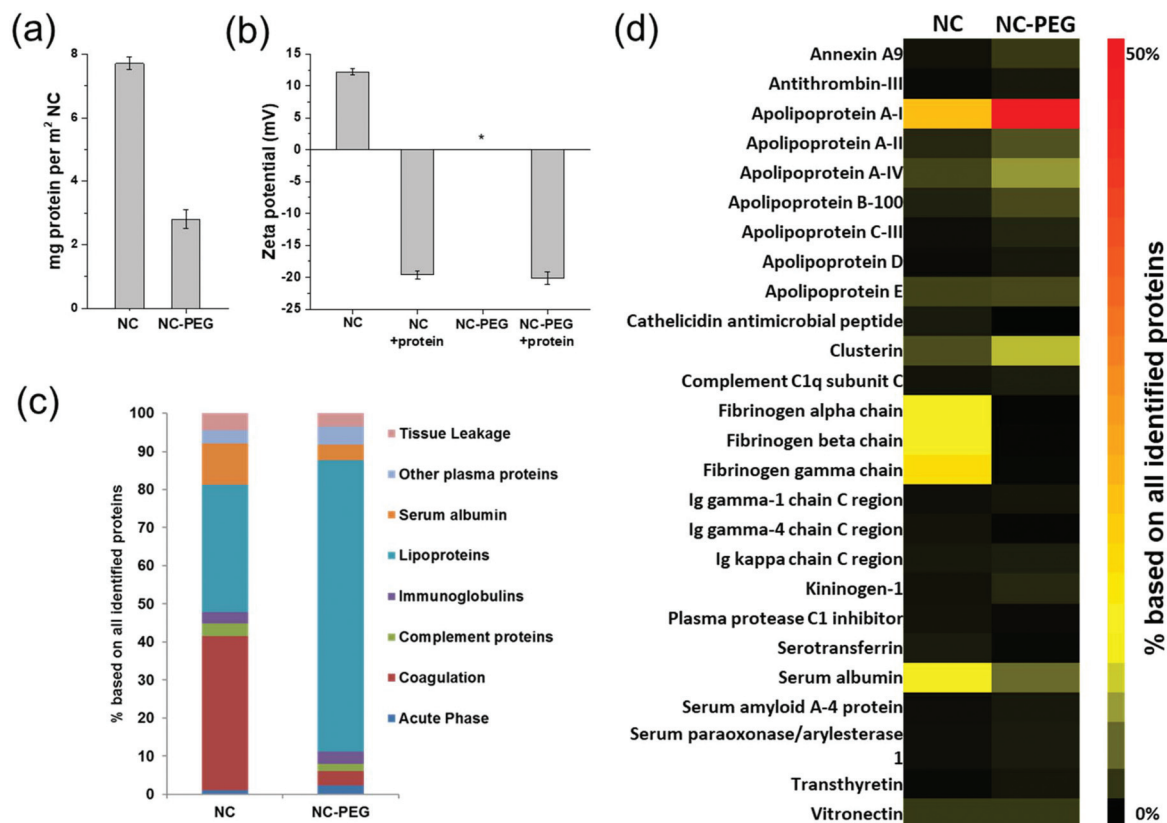 (a)
8
6
4
2
0
mg protein per m² NC
NC
NC-PEG
(b)
15
10
5
0
-5
-10
-15
-20
-25
Zeta potential (mV)
*
NC
NC
+protein
NC-PEG
NC-PEG
+protein
(c)
100
90
80
70
60
50
40
30
20
10
0
% based on all identified proteins
NC
NC-PEG
Tissue Leakage
Other plasma proteins
Serum albumin
Lipoproteins
Immunoglobulins
Complement proteins
Coagulation
Acute Phase
(d)
NC
NC-PEG
Annexin A9
Antithrombin-III
Apolipoprotein A-I
Apolipoprotein A-II
Apolipoprotein A-IV
Apolipoprotein B-100
Apolipoprotein C-III
Apolipoprotein D
Apolipoprotein E
Cathelicidin antimicrobial peptide
Clusterin
Complement C1q subunit C
Fibrinogen alpha chain
Fibrinogen beta chain
Fibrinogen gamma chain
Ig gamma-1 chain C region
Ig gamma-4 chain C region
Ig kappa chain C region
Kininogen-1
Plasma protease C1 inhibitor
Serotransferrin
Serum albumin
Serum amyloid A-4 protein
Serum paraoxonase/arylesterase
1
Transthyretin
Vitronectin
50%
0%
% based on all identified proteins